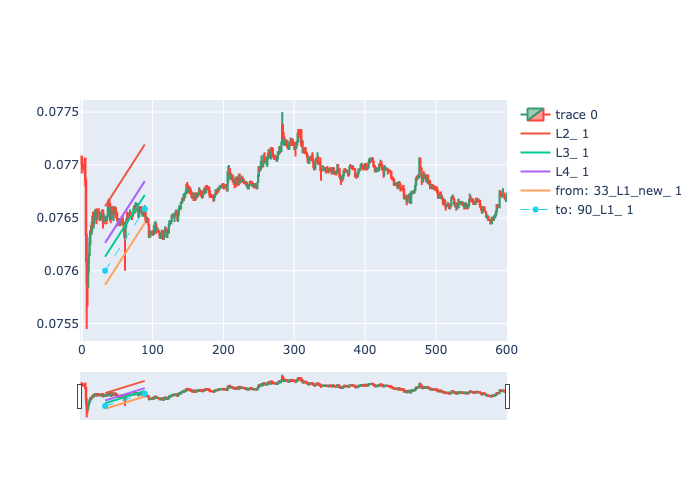 0.0775
0.077
0.0765
0.076
0.0755
0
100
200
300
400
500
600
trace 0
L2_ 1
L3_ 1
L4_ 1
from: 33_L1_new_ 1
to: 90_L1_ 1